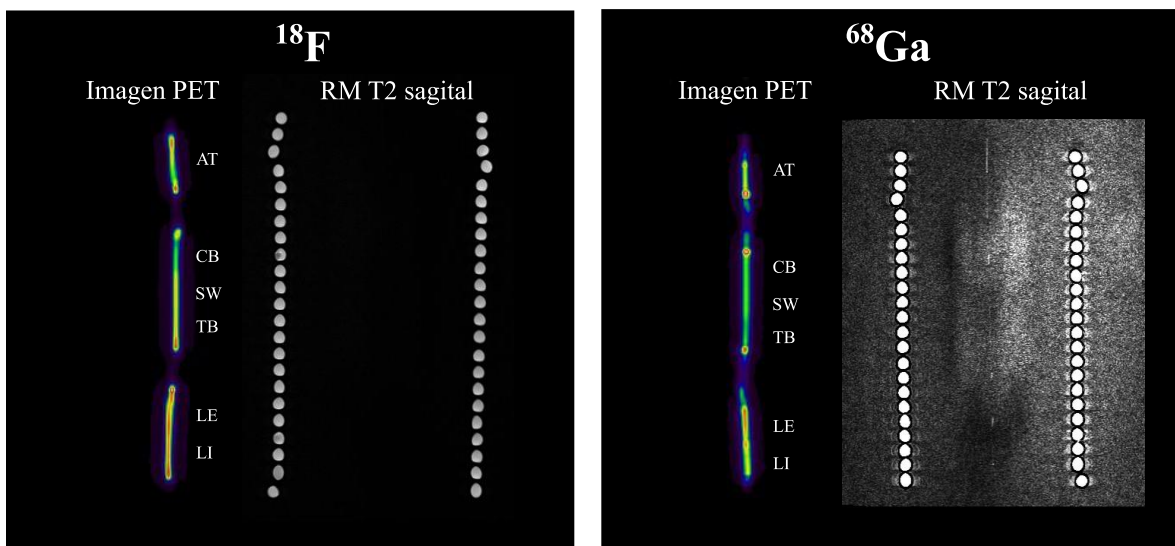 ¹⁸F
Imagen PET
RM T2 sagital
AT
CB
SW
TB
LE
LI
⁶⁸Ga
Imagen PET
RM T2 sagital
AT
CB
SW
TB
LE
LI